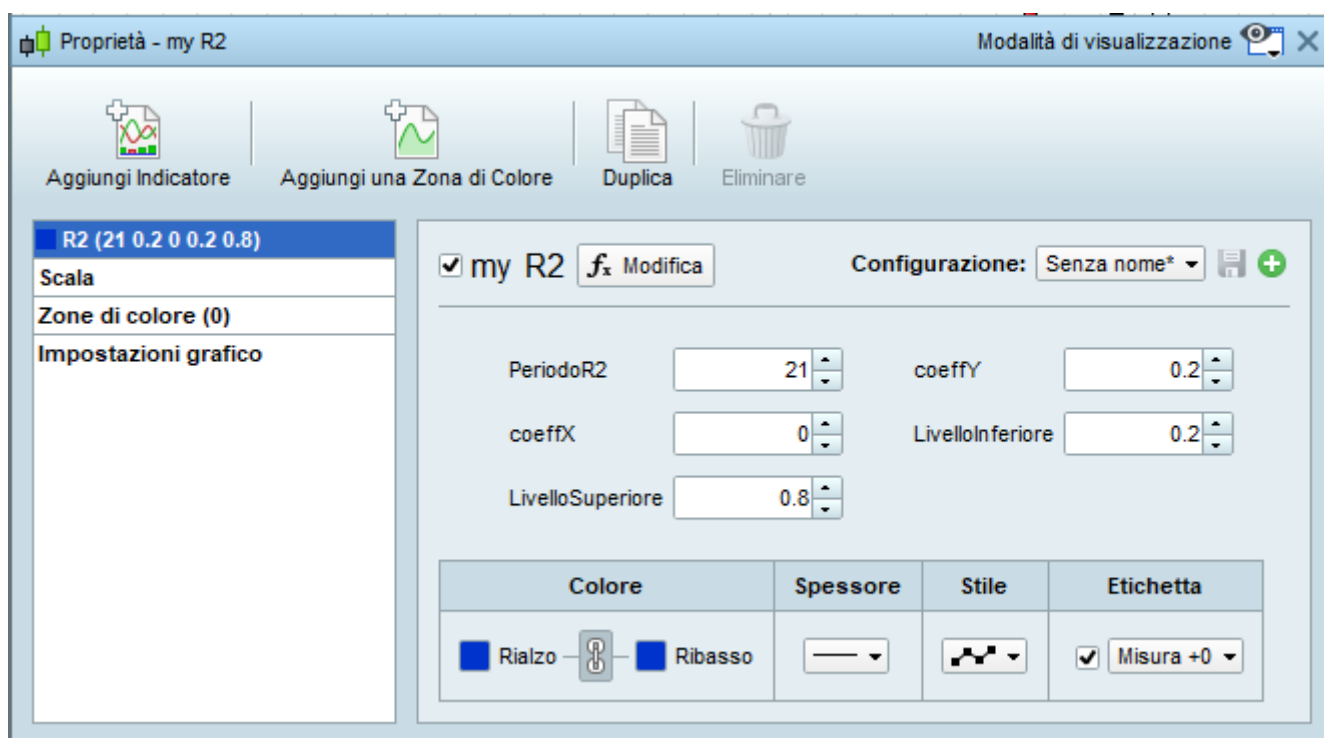 Proprietà - my R2 Modalità di visualizzazione
Aggiungi Indicatore Aggiungi una Zona di Colore Duplica Eliminare
R2 (21 0.2 0 0.2 0.8)
Scala
Zone di colore (0)
Impostazioni grafico
my R2 fx Modifica Configurazione: Senza nome*
PeriodoR2 21 coeffY 0.2
coeffX 0 LivelloInferiore 0.2
LivelloSuperiore 0.8
Colore Spessore Stile Etichetta
Rialzo Ribasso Misura +0